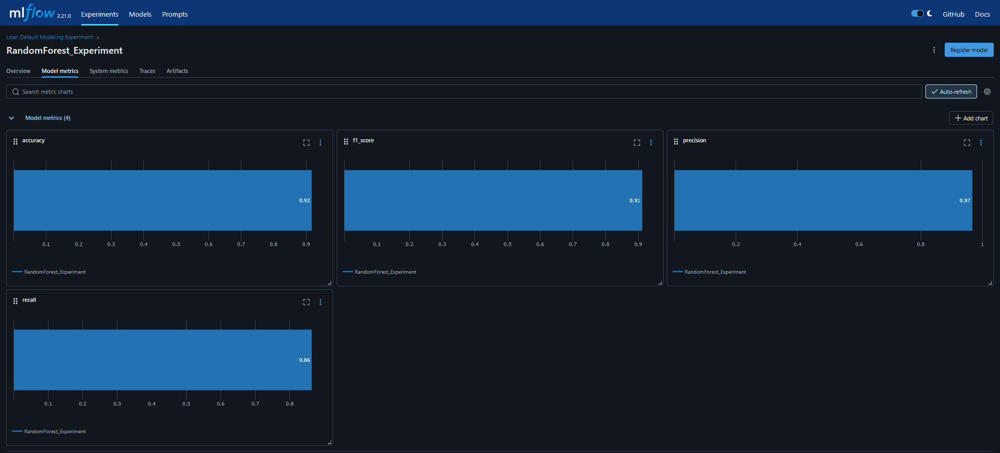 mlflow 2.21.0 Experiments Models Prompts GitHub Docs
Loan Default Modeling Experiment ›
RandomForest_Experiment
Register model
Overview Model metrics System metrics Traces Artifacts
Search metric charts
Auto-refresh
Model metrics (4)
Add chart
accuracy
0.92
0.1 0.2 0.3 0.4 0.5 0.6 0.7 0.8 0.9
RandomForest_Experiment
f1_score
0.91
0.1 0.2 0.3 0.4 0.5 0.6 0.7 0.8 0.9
RandomForest_Experiment
precision
0.97
0.2 0.4 0.6 0.8 1
RandomForest_Experiment
recall
0.86
0.1 0.2 0.3 0.4 0.5 0.6 0.7 0.8
RandomForest_Experiment